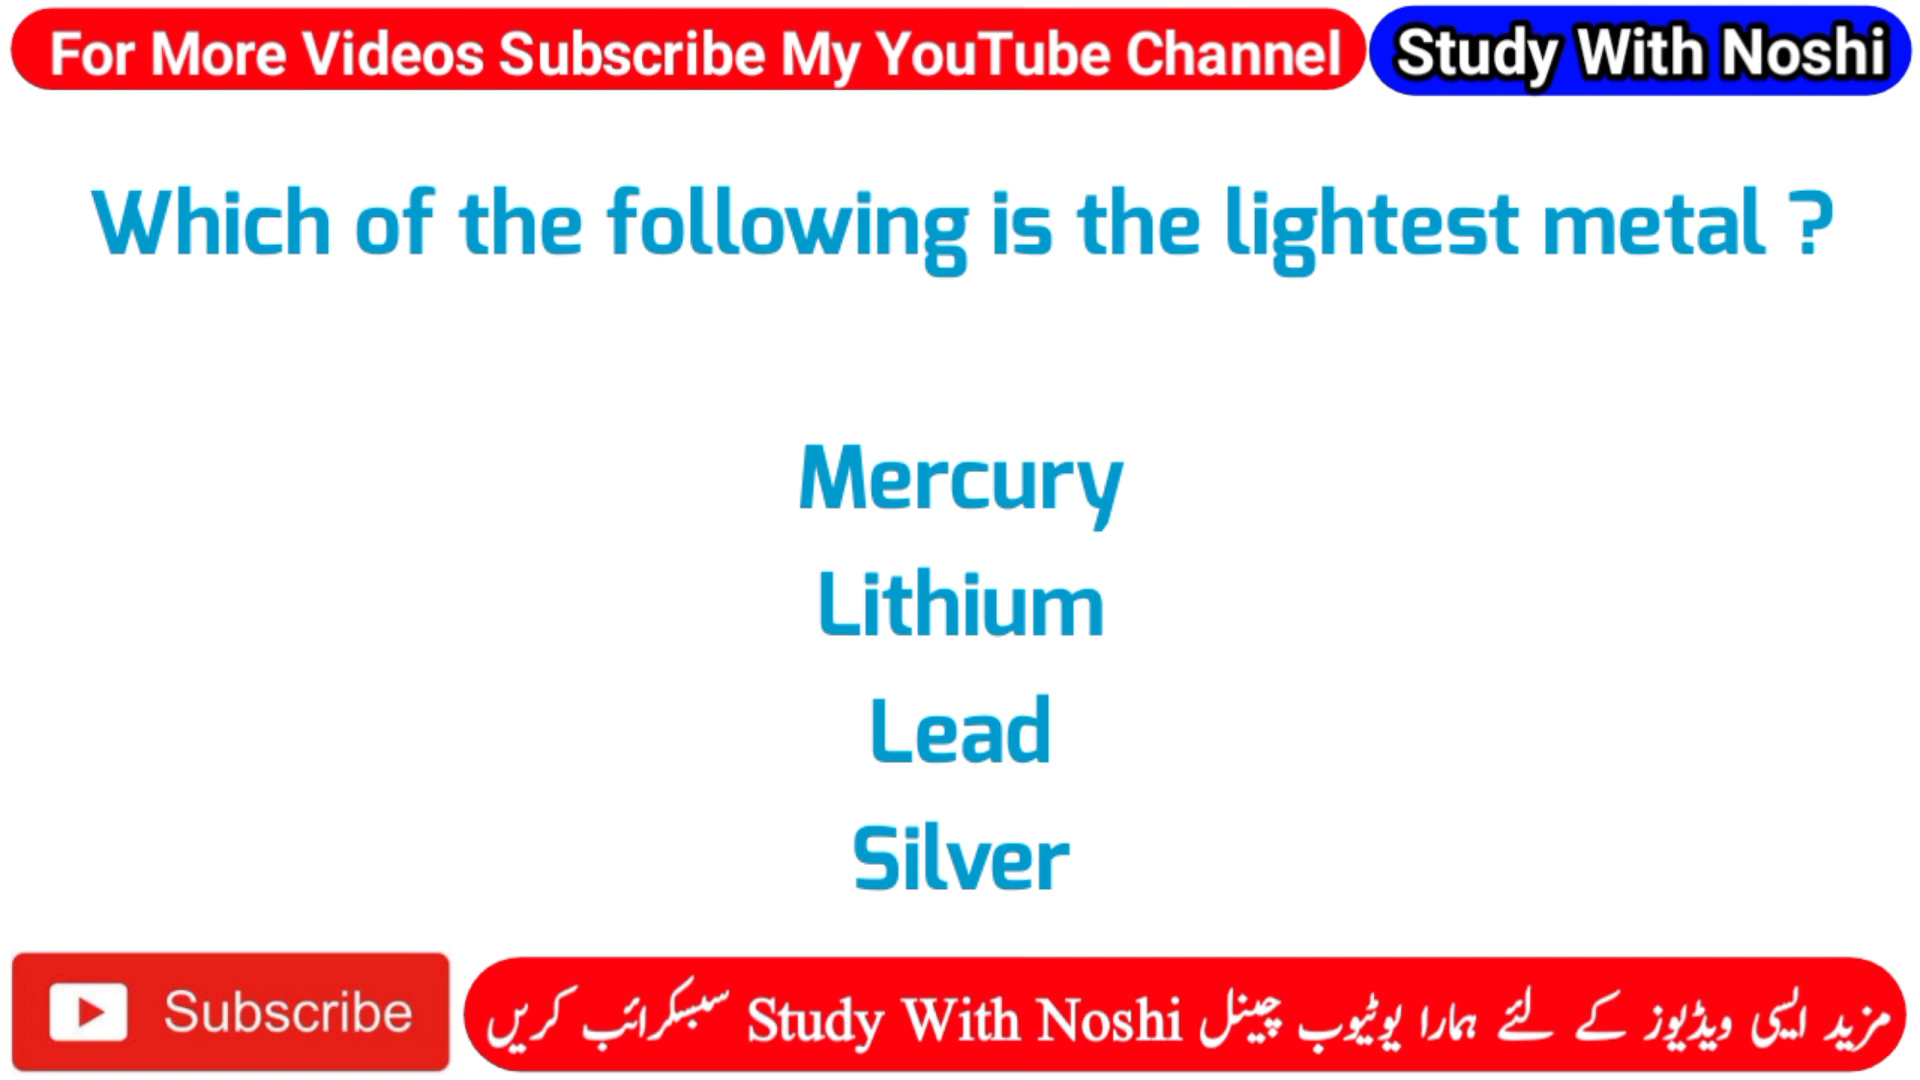 For More Videos Subscribe My YouTube Channel Study With Noshi
Which of the following is the lightest metal ?
Mercury
Lithium
Lead
Silver
Subscribe
مزید ایسی ویڈیوز کے لئے ہمارا یوٹیوب چینل Study With Noshi سبسکرائب کریں